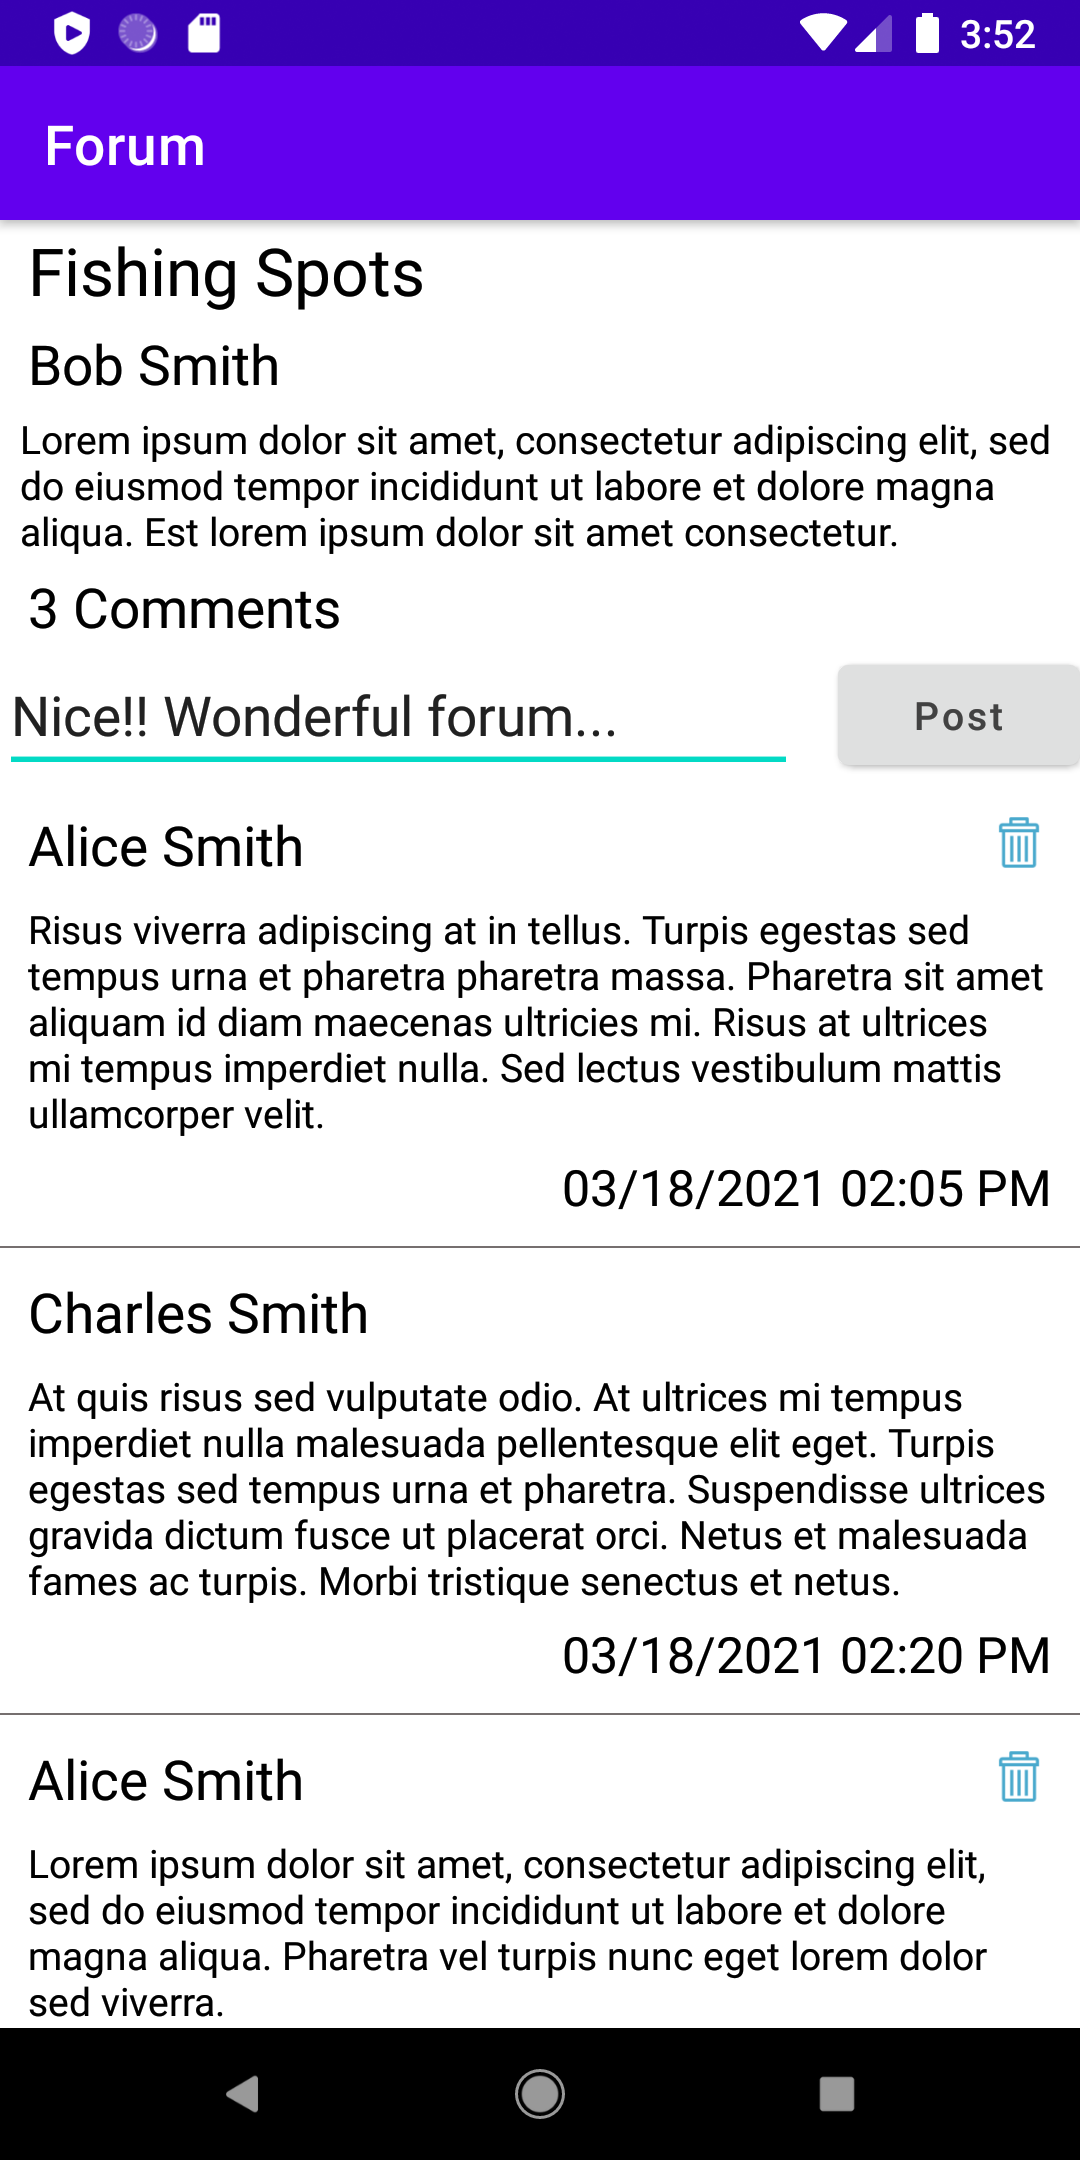 3:52
Forum
Fishing Spots
Bob Smith
Lorem ipsum dolor sit amet, consectetur adipiscing elit, sed
do eiusmod tempor incididunt ut labore et dolore magna
aliqua. Est lorem ipsum dolor sit amet consectetur.
3 Comments
Nice!! Wonderful forum...
Post
Alice Smith
Risus viverra adipiscing at in tellus. Turpis egestas sed
tempus urna et pharetra pharetra massa. Pharetra sit amet
aliquam id diam maecenas ultricies mi. Risus at ultrices
mi tempus imperdiet nulla. Sed lectus vestibulum mattis
ullamcorper velit.
03/18/2021 02:05 PM
Charles Smith
At quis risus sed vulputate odio. At ultrices mi tempus
imperdiet nulla malesuada pellentesque elit eget. Turpis
egestas sed tempus urna et pharetra. Suspendisse ultrices
gravida dictum fusce ut placerat orci. Netus et malesuada
fames ac turpis. Morbi tristique senectus et netus.
03/18/2021 02:20 PM
Alice Smith
Lorem ipsum dolor sit amet, consectetur adipiscing elit,
sed do eiusmod tempor incididunt ut labore et dolore
magna aliqua. Pharetra vel turpis nunc eget lorem dolor
sed viverra.